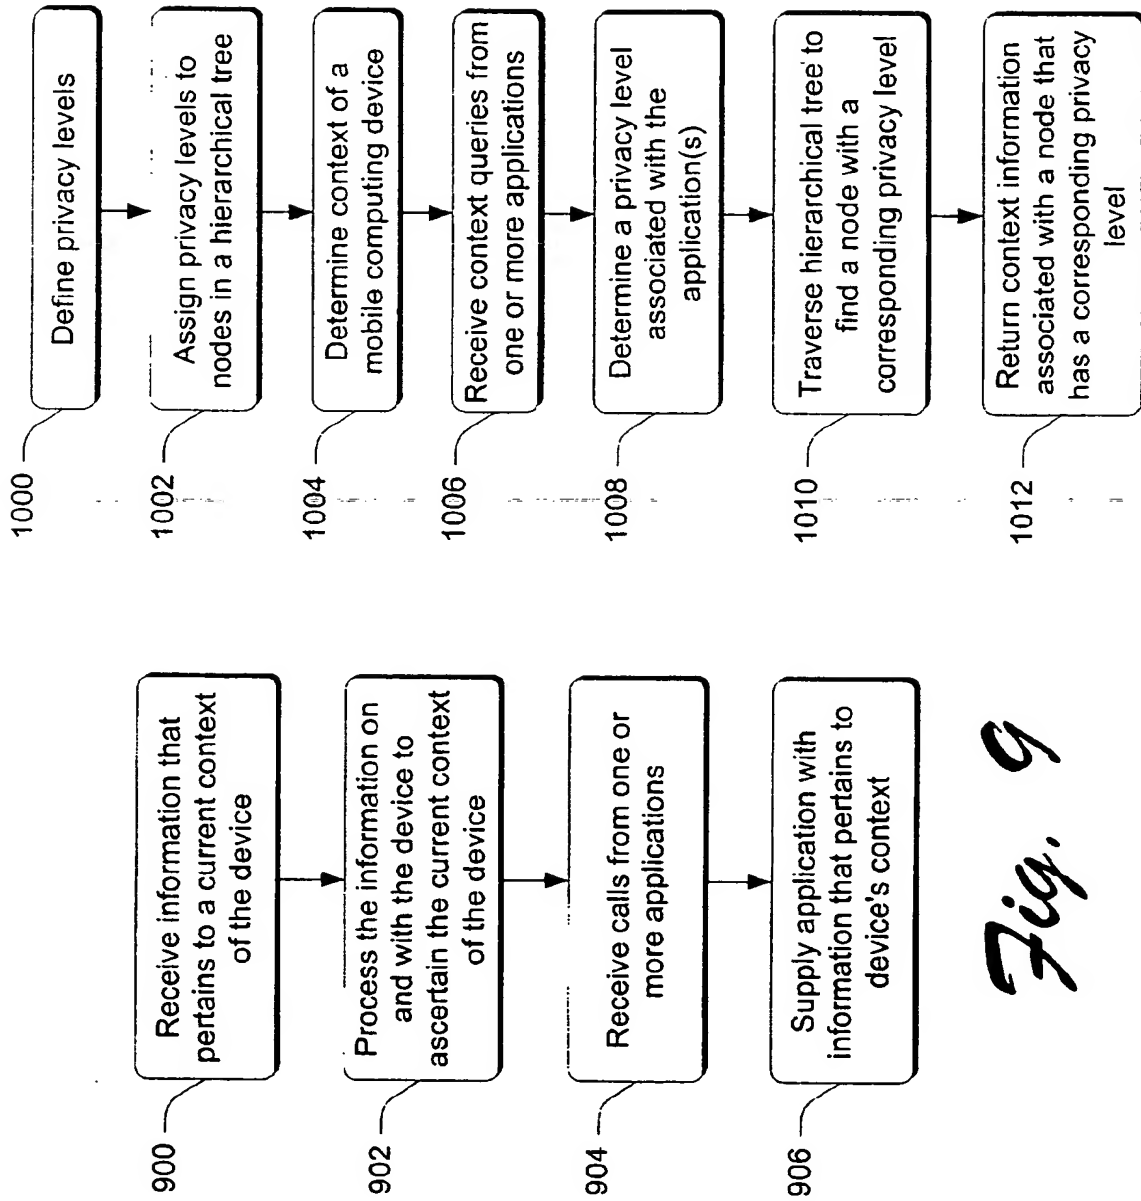 900
Receive information that
pertains to a current context
of the device
902
Process the information on
and with the device to
ascertain the current context
of the device
904
Receive calls from one or
more applications
906
Supply application with
information that pertains to
device's context
Fig. 9
1000
Define privacy levels
1002
Assign privacy levels to
nodes in a hierarchical tree
1004
Determine context of a
mobile computing device
1006
Receive context queries from
one or more applications
1008
Determine a privacy level
associated with the
application(s)
1010
Traverse hierarchical tree to
find a node with a
corresponding privacy level
1012
Return context information
associated with a node that
has a corresponding privacy
level